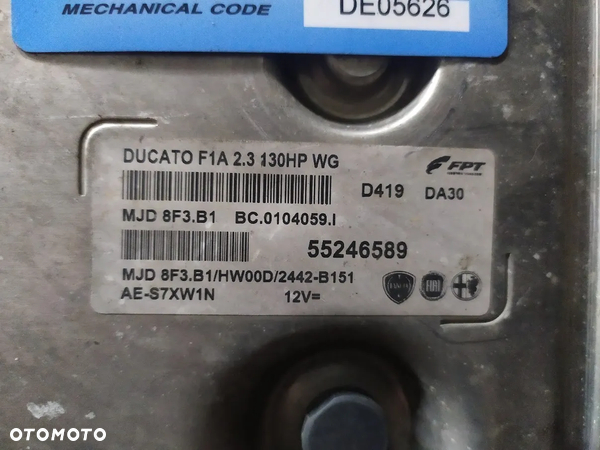 MECHANICAL CODE DE05626
DUCATO F1A 2.3 130HP WG
FPT
D419 DA30
MJD 8F3.B1 BC.0104059.I
55246589
MJD 8F3.B1/HW00D/2442-B151
FIAT
AE-S7XW1N 12V=
OTOMOTO